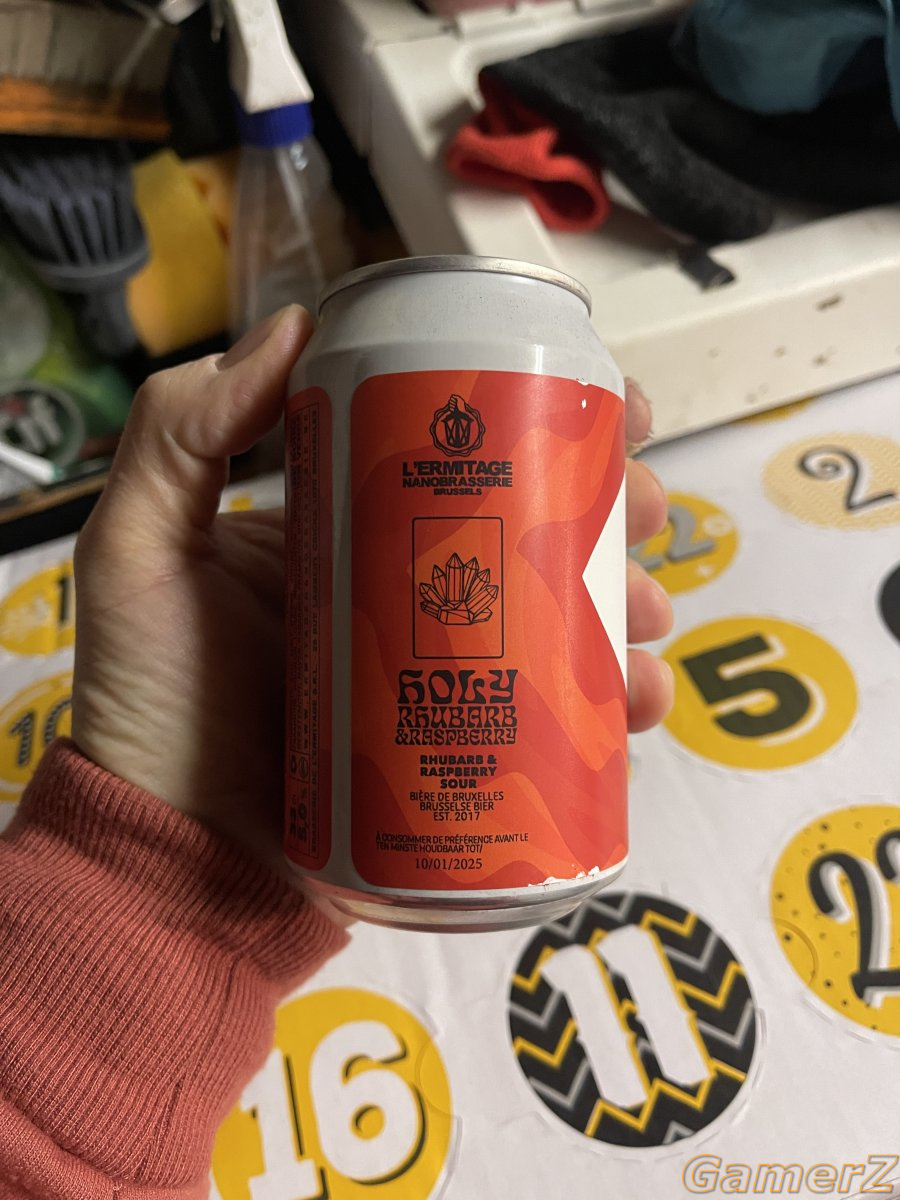 L'ERMITAGE
NANOBRASSERIE
BRUSSELS
HOLY
RHUBARB
&RASPBERRY
RHUBARB &
RASPBERRY
SOUR
BIÈRE DE BRUXELLES
BRUSSELSE BIER
EST. 2017
À CONSOMMER DE PRÉFÉRENCE AVANT LE
TEN MINSTE HOUDBAAR TOT/
10/01/2025
2
22
5
11
16
GamerZ